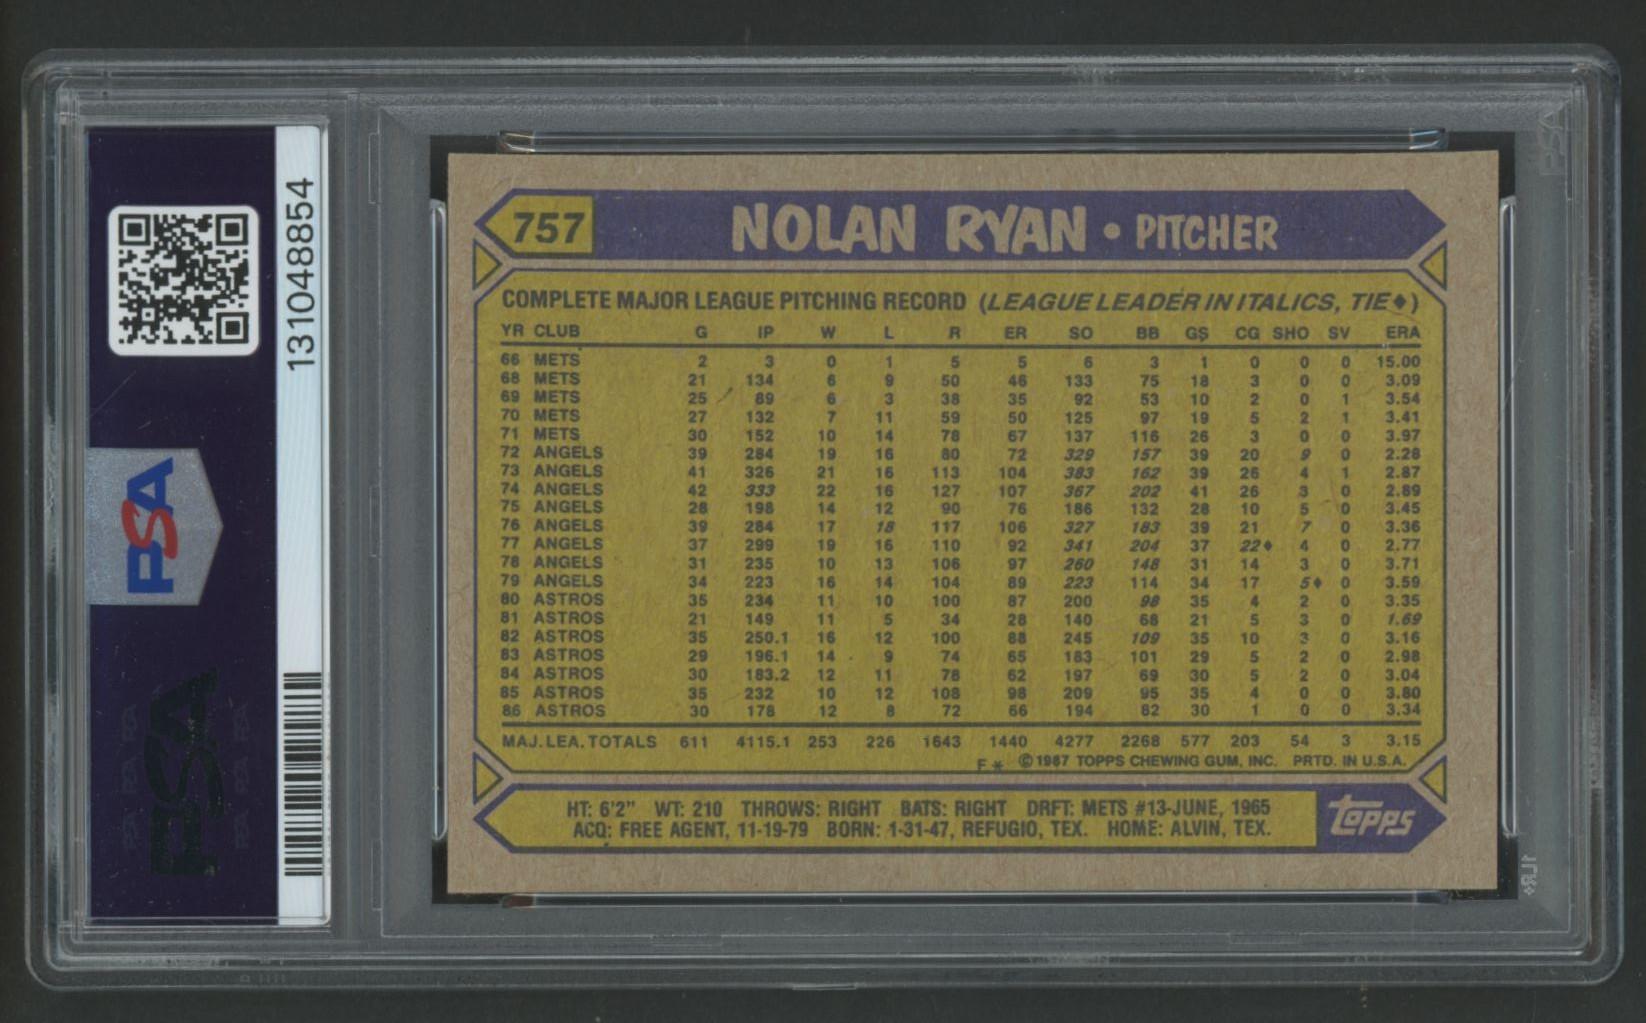 131048854
PSA
PSA
757
NOLAN RYAN • PITCHER
COMPLETE MAJOR LEAGUE PITCHING RECORD (LEAGUE LEADER IN ITALICS, TIE♦)
YR CLUB G IP W L R ER SO BB GS CG SHO SV ERA
66 METS 2 3 0 1 5 5 6 3 1 0 0 0 15.00
68 METS 21 134 6 9 50 46 133 75 18 3 0 0 3.09
69 METS 25 89 6 3 38 35 92 53 10 2 0 1 3.54
70 METS 27 132 7 11 59 50 125 97 19 5 2 1 3.41
71 METS 30 152 10 14 78 67 137 116 26 3 0 0 3.97
72 ANGELS 39 284 19 16 80 72 329 157 39 20 9 0 2.28
73 ANGELS 41 326 21 16 113 104 383 162 39 26 4 1 2.87
74 ANGELS 42 333 22 16 127 107 367 202 41 26 3 0 2.89
75 ANGELS 28 198 14 12 90 76 186 132 28 10 5 0 3.45
76 ANGELS 39 284 17 18 117 106 327 183 39 21 7 0 3.36
77 ANGELS 37 299 19 16 110 92 341 204 37 22♦ 4 0 2.77
78 ANGELS 31 235 10 13 106 97 260 148 31 14 3 0 3.71
79 ANGELS 34 223 16 14 104 89 223 114 34 17 5♦ 0 3.59
80 ASTROS 35 234 11 10 100 87 200 98 35 4 2 0 3.35
81 ASTROS 21 149 11 5 34 28 140 68 21 5 3 0 1.69
82 ASTROS 35 250.1 16 12 100 88 245 109 35 10 3 0 3.16
83 ASTROS 29 196.1 14 9 74 65 183 101 29 5 2 0 2.98
84 ASTROS 30 183.2 12 11 78 62 197 69 30 5 2 0 3.04
85 ASTROS 35 232 10 12 108 98 209 95 35 4 0 0 3.80
86 ASTROS 30 178 12 8 72 66 194 82 30 1 0 0 3.34
MAJ. LEA. TOTALS 611 4115.1 253 226 1643 1440 4277 2268 577 203 54 3 3.15
F* ©1987 TOPPS CHEWING GUM, INC. PRTD. IN U.S.A.
HT: 6'2" WT: 210 THROWS: RIGHT BATS: RIGHT DRFT: METS #13-JUNE, 1965
ACQ: FREE AGENT, 11-19-79 BORN: 1-31-47, REFUGIO, TEX. HOME: ALVIN, TEX.
topps